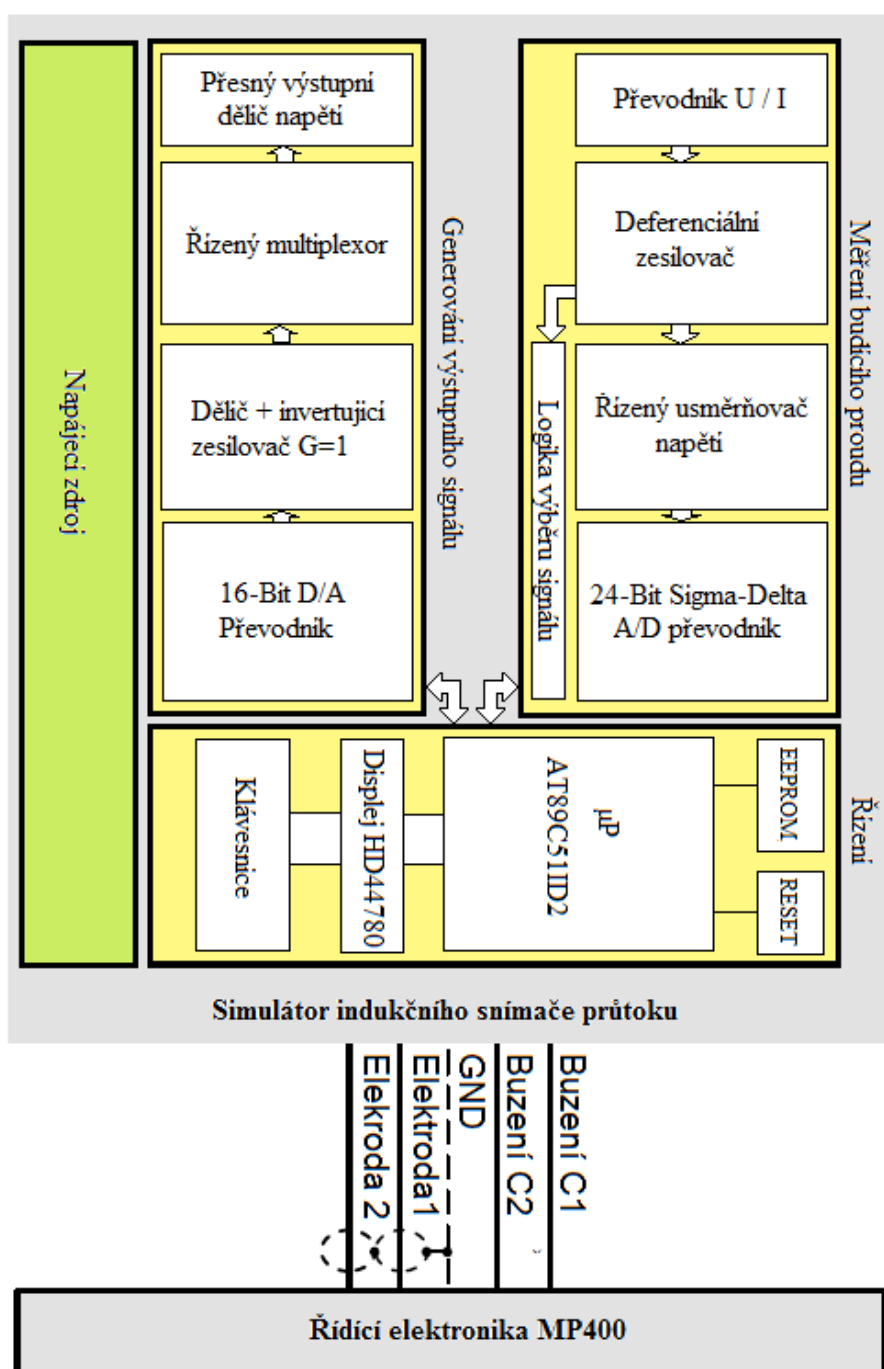 Napájecí zdroj
Přesný výstupní
dělič napětí
Řízený multiplexor
Dělič + invertujicí
zesilovač G=1
16-Bit D/A
Převodník
Generování výstupního signálu
Převodník U / I
Deferenciální
zesilovač
Logika výběru signálu
Řízený usměrňovač
napětí
24-Bit Sigma-Delta
A/D převodník
Měření budícího proudu
Klávesnice
Displej HD44780
μP
AT89C51ID2
EEPROM
RESET
Řízení
Simulátor indukčního snímače průtoku
Elekroda 2
Elektroda1
GND
Buzení C2
Buzení C1
Řídící elektronika MP400